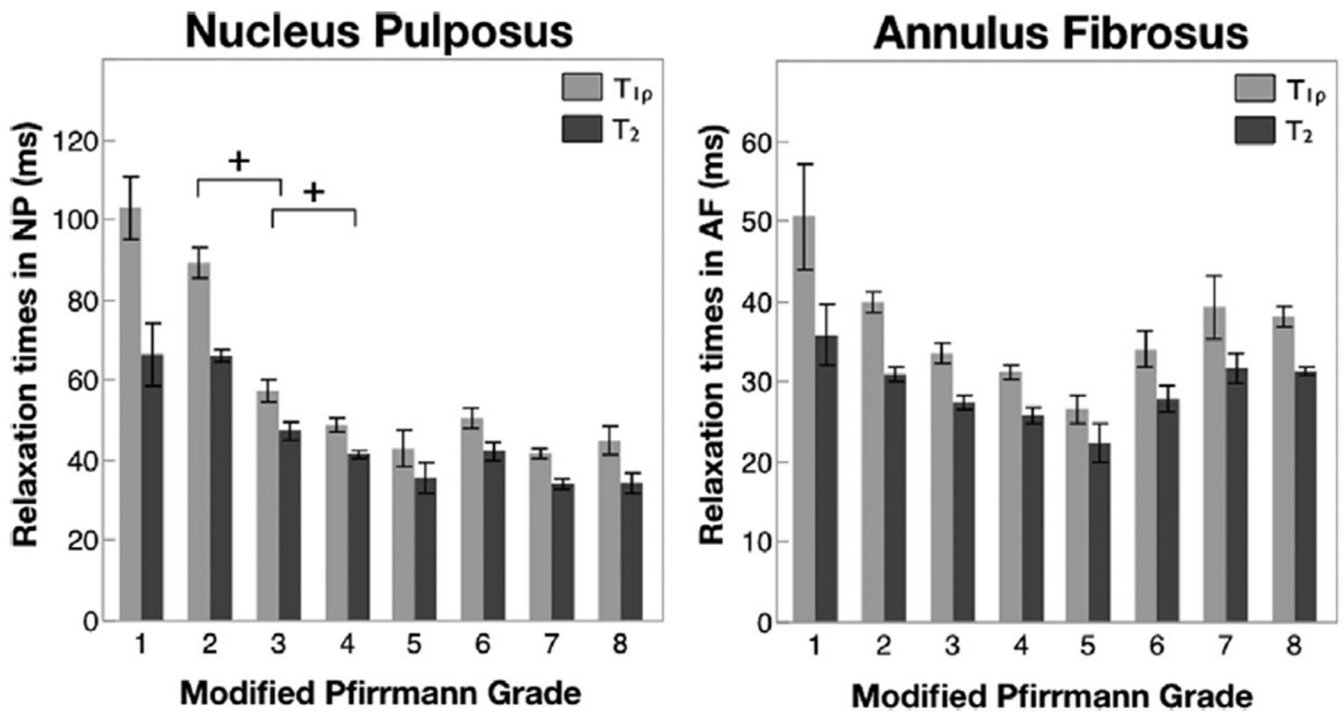 Nucleus Pulposus
Relaxation times in NP (ms)
120
100
80
60
40
20
0
T1ρ
T2
+
+
1 2 3 4 5 6 7 8
Modified Pfirrmann Grade
Annulus Fibrosus
Relaxation times in AF (ms)
60
50
40
30
20
10
0
T1ρ
T2
1 2 3 4 5 6 7 8
Modified Pfirrmann Grade